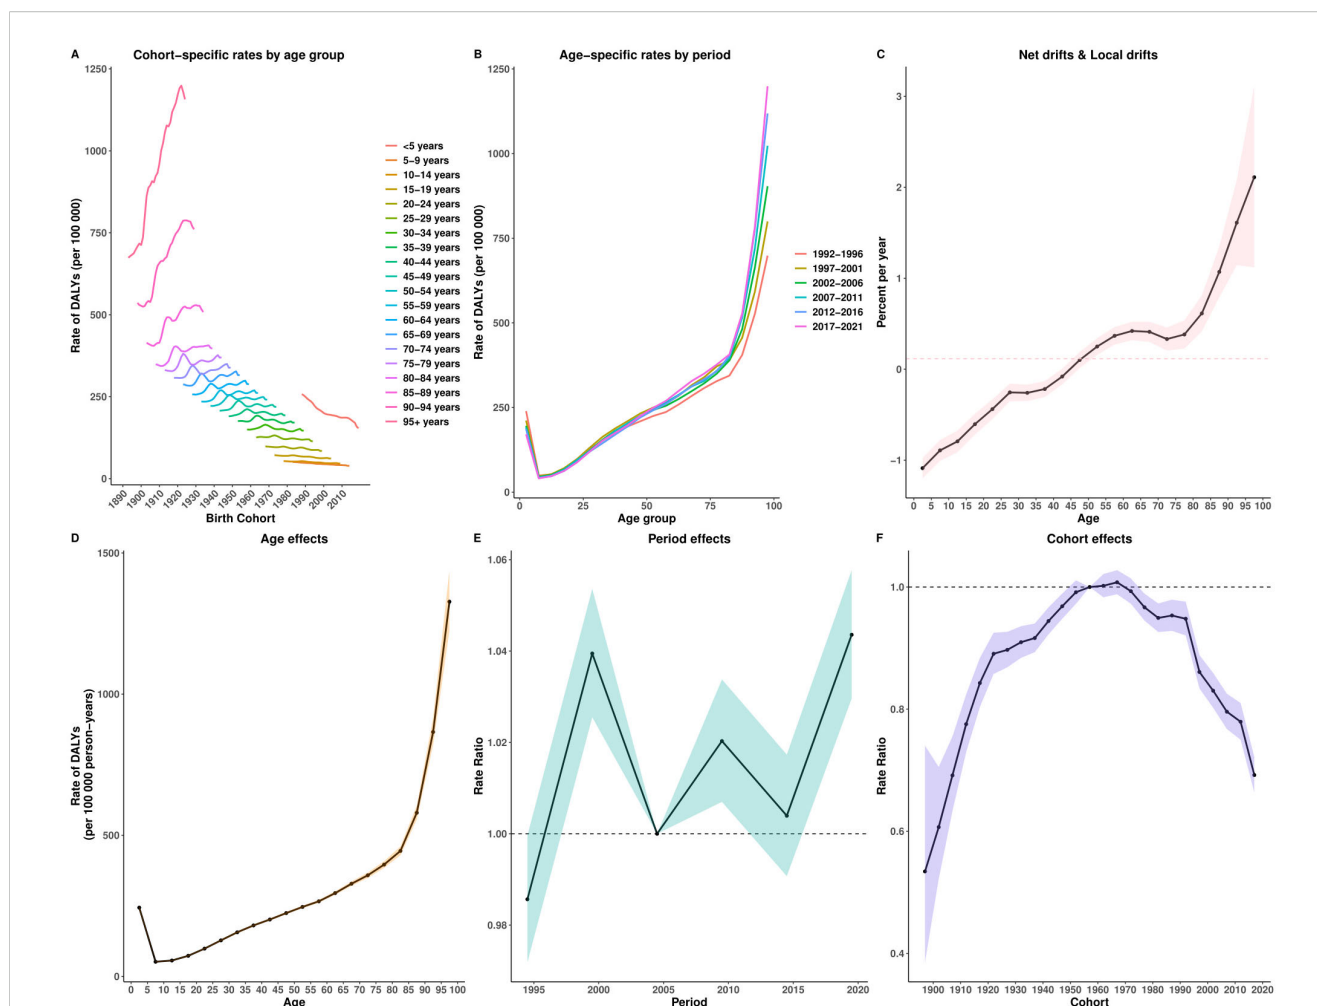 A Cohort-specific rates by age group
Rate of DALYs (per 100 000)
1250
1000
750
500
250
0
1890 1900 1910 1920 1930 1940 1950 1960 1970 1980 1990 2000 2010
Birth Cohort
<5 years
5-9 years
10-14 years
15-19 years
20-24 years
25-29 years
30-34 years
35-39 years
40-44 years
45-49 years
50-54 years
55-59 years
60-64 years
65-69 years
70-74 years
75-79 years
80-84 years
85-89 years
90-94 years
95+ years
B Age-specific rates by period
Rate of DALYs (per 100 000)
1250
1000
750
500
250
0
0 25 50 75 100
Age group
1992-1996
1997-2001
2002-2006
2007-2011
2012-2016
2017-2021
C Net drifts & Local drifts
Percent per year
3
2
1
0
-1
0 5 10 15 20 25 30 35 40 45 50 55 60 65 70 75 80 85 90 95 100
Age
D Age effects
Rate of DALYs
(per 100 000 person-years)
1500
1000
500
0
0 5 10 15 20 25 30 35 40 45 50 55 60 65 70 75 80 85 90 95 100
Age
E Period effects
Rate Ratio
1.06
1.04
1.02
1.00
0.98
1995 2000 2005 2010 2015 2020
Period
F Cohort effects
Rate Ratio
1.0
0.8
0.6
0.4
1900 1910 1920 1930 1940 1950 1960 1970 1980 1990 2000 2010 2020
Cohort